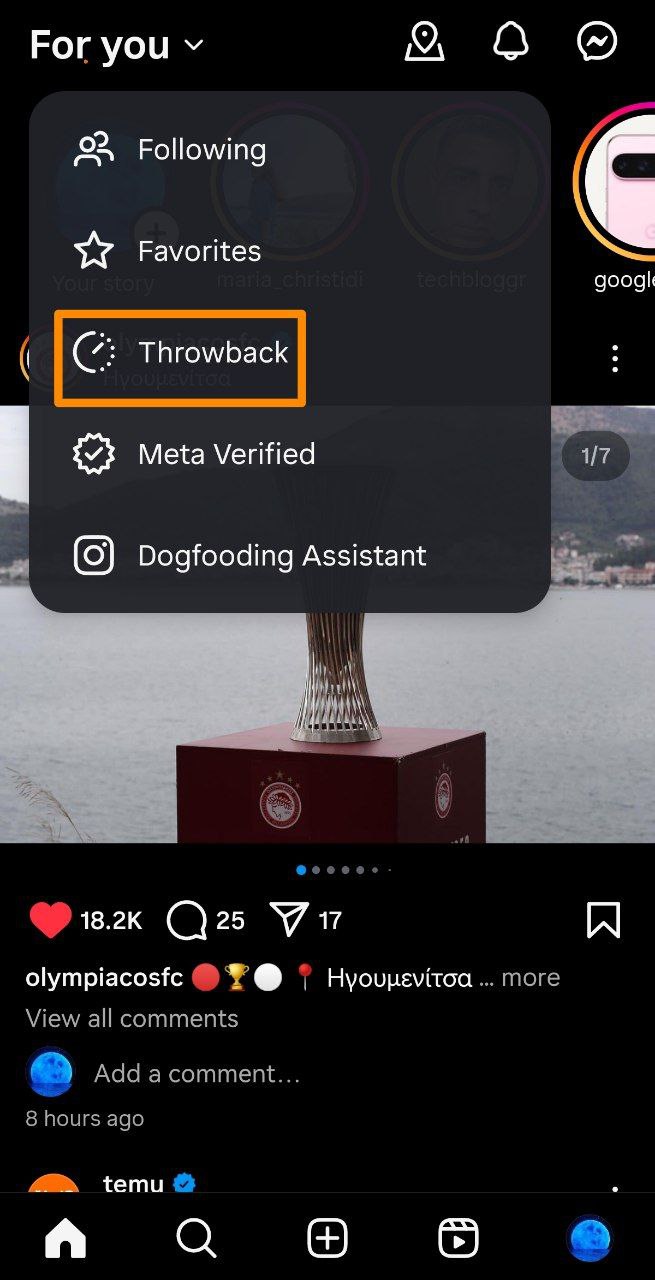 For you
Following
Favorites
Your story
maria_christidi
techbloggr
google
olympiacosfc
Throwback
Ηγουμενίτσα
Meta Verified
1/7
Dogfooding Assistant
18.2K 25 17
olympiacosfc 🔴🏆⚪ 📍 Ηγουμενίτσα ... more
View all comments
Add a comment...
8 hours ago
temu